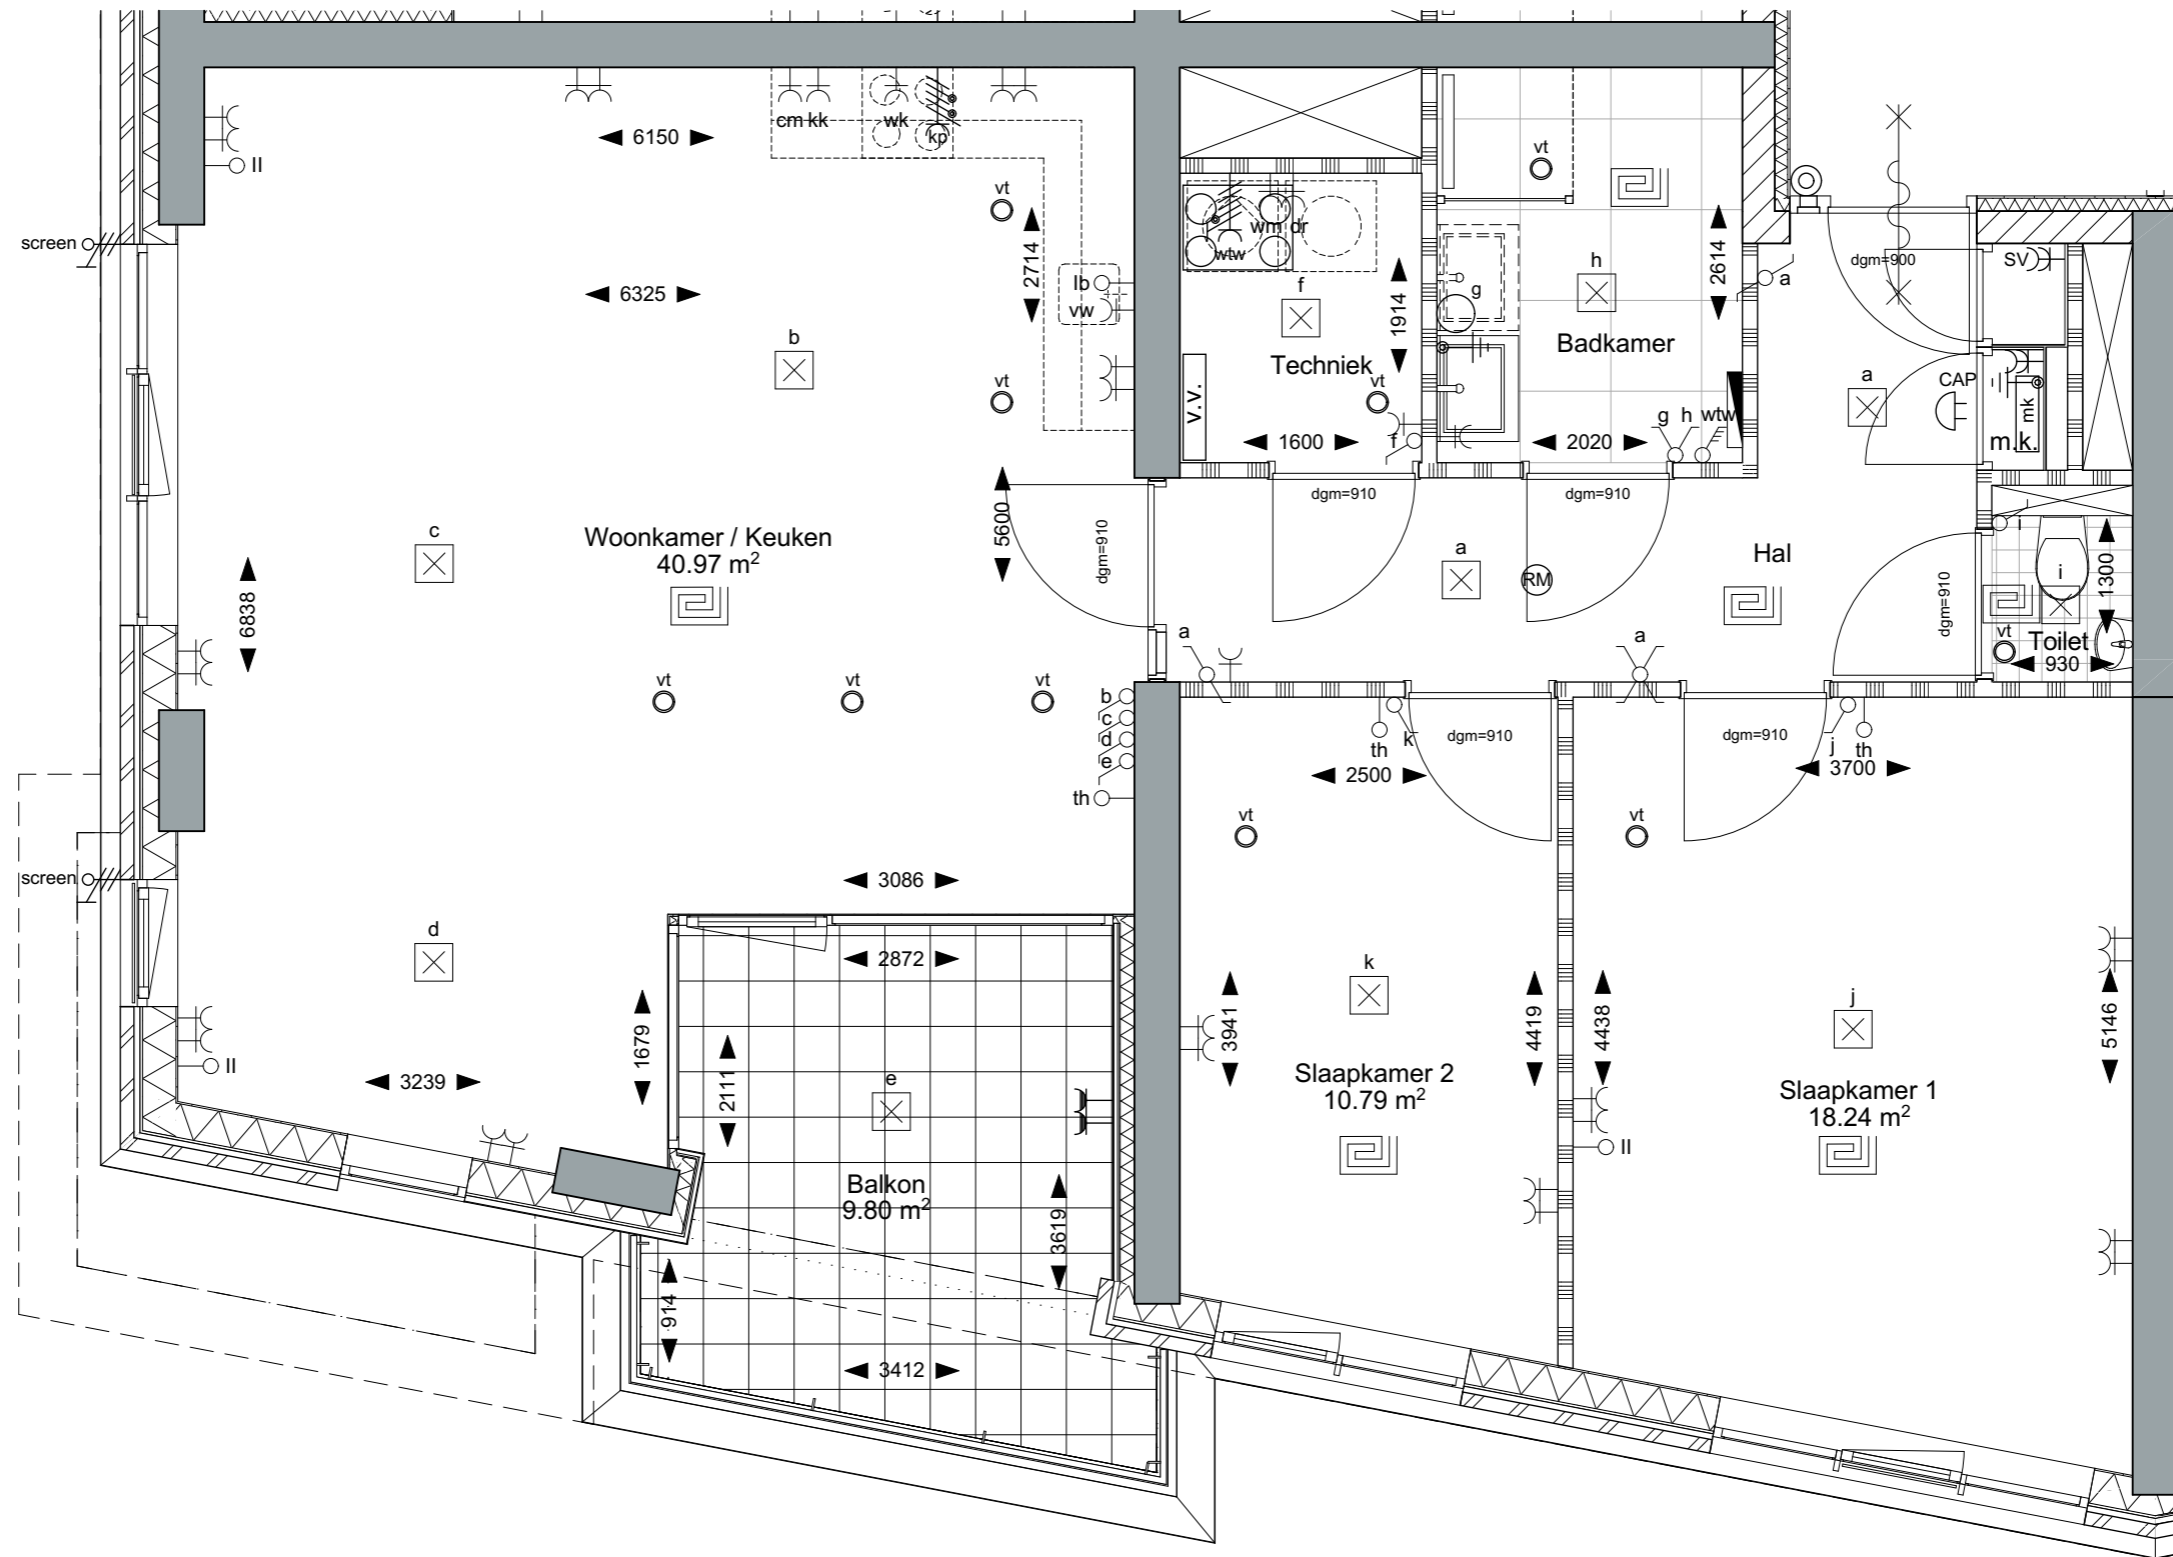 cm kk
wk
kp
6150
ll
vt
vt
screen
6325
2714
lb
vw
wm dr
wtw
f
g
h
2614
a
dgm=900
SV
b
1914
Techniek
Badkamer
vt
V.V.
vt
a
CAP
mk
m.k.
1600
f
2020
g h wtw
dgm=910
dgm=910
c
Woonkamer / Keuken
40.97 m²
5600
dgm=910
a
RM
Hal
i
i
1300
6838
dgm=910
vt
Toilet
930
a
a
vt
vt
vt
b
c
d
e
th
th
k
dgm=910
2500
dgm=910
j
th
3700
vt
vt
screen
3086
d
2872
1679
2111
3239
ll
e
k
3941
4419
4438
j
5146
Slaapkamer 2
10.79 m²
Slaapkamer 1
18.24 m²
ll
Balkon
9.80 m²
3619
914
3412